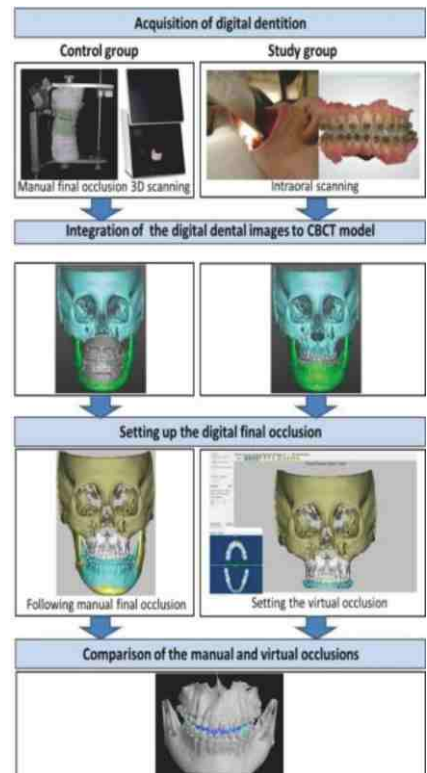 Acquisition of digital dentition
Control group
Study group
Manual final occlusion 3D scanning
Intraoral scanning
Integration of the digital dental images to CBCT model
Setting up the digital final occlusion
Following manual final occlusion
Setting the virtual occlusion
Comparison of the manual and virtual occlusions